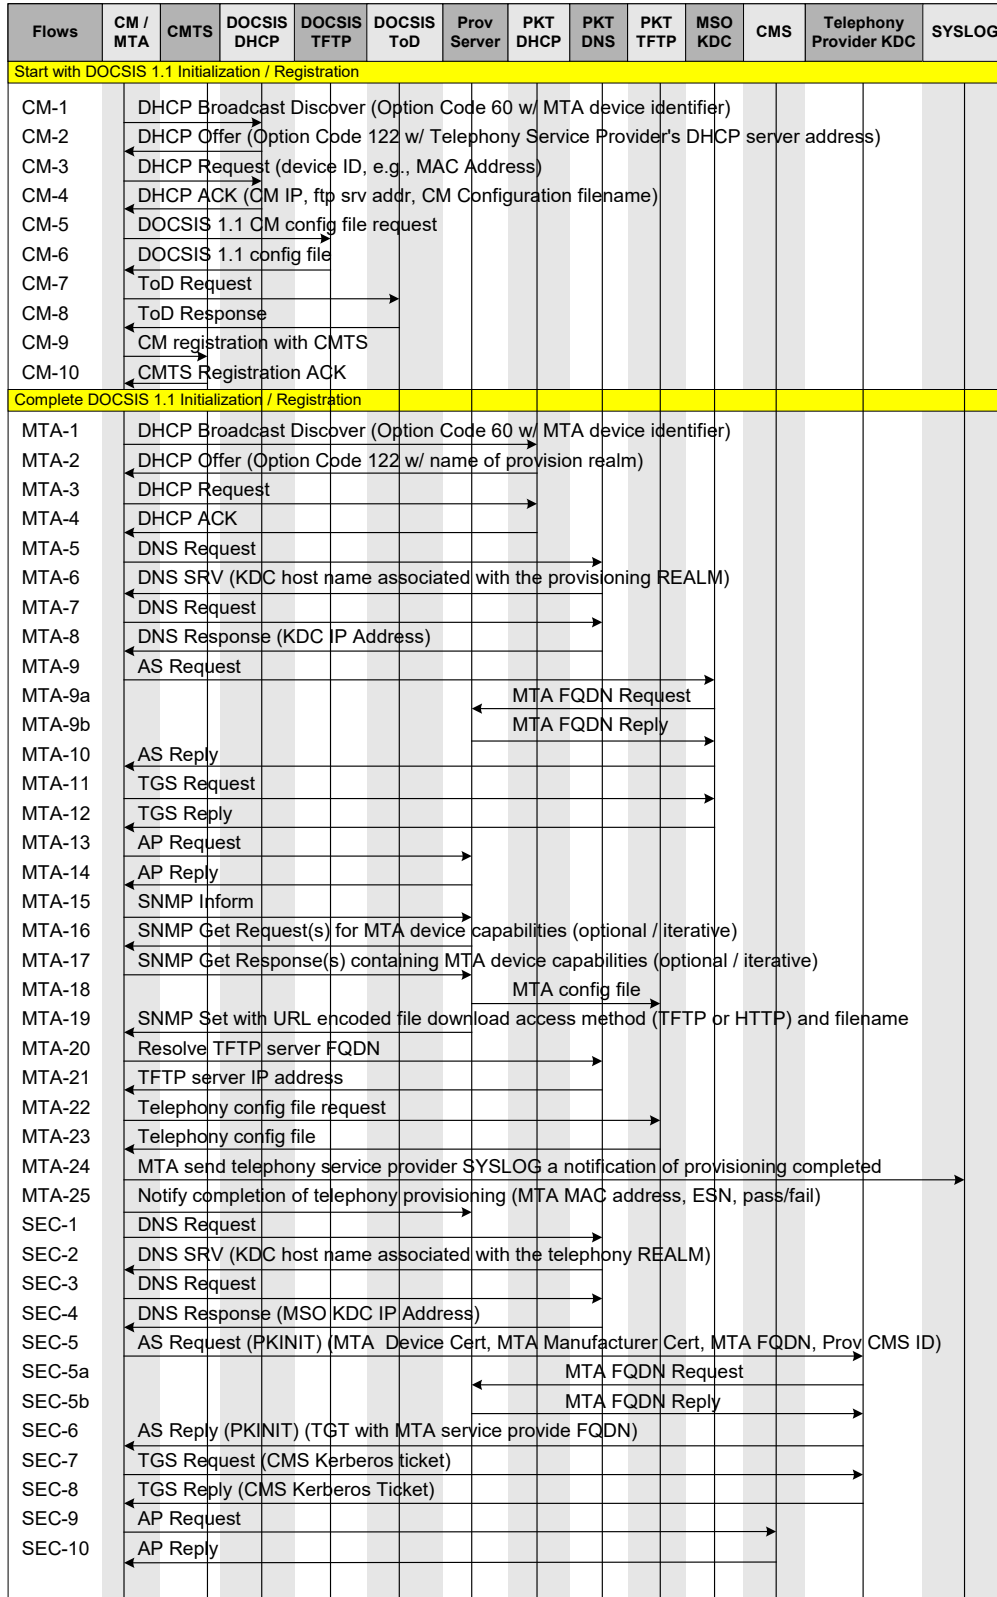 Flows CM / MTA CMTS DOCSIS DHCP DOCSIS TFTP DOCSIS ToD Prov Server PKT DHCP PKT DNS PKT TFTP MSO KDC CMS Telephony Provider KDC SYSLOG
Start with DOCSIS 1.1 Initialization / Registration
CM-1 DHCP Broadcast Discover (Option Code 60 w/ MTA device identifier)
CM-2 DHCP Offer (Option Code 122 w/ Telephony Service Provider's DHCP server address)
CM-3 DHCP Request (device ID, e.g., MAC Address)
CM-4 DHCP ACK (CM IP, ftp srv addr, CM Configuration filename)
CM-5 DOCSIS 1.1 CM config file request
CM-6 DOCSIS 1.1 config file
CM-7 ToD Request
CM-8 ToD Response
CM-9 CM registration with CMTS
CM-10 CMTS Registration ACK
Complete DOCSIS 1.1 Initialization / Registration
MTA-1 DHCP Broadcast Discover (Option Code 60 w/ MTA device identifier)
MTA-2 DHCP Offer (Option Code 122 w/ name of provision realm)
MTA-3 DHCP Request
MTA-4 DHCP ACK
MTA-5 DNS Request
MTA-6 DNS SRV (KDC host name associated with the provisioning REALM)
MTA-7 DNS Request
MTA-8 DNS Response (KDC IP Address)
MTA-9 AS Request
MTA-9a MTA FQDN Request
MTA-9b MTA FQDN Reply
MTA-10 AS Reply
MTA-11 TGS Request
MTA-12 TGS Reply
MTA-13 AP Request
MTA-14 AP Reply
MTA-15 SNMP Inform
MTA-16 SNMP Get Request(s) for MTA device capabilities (optional / iterative)
MTA-17 SNMP Get Response(s) containing MTA device capabilities (optional / iterative)
MTA-18 MTA config file
MTA-19 SNMP Set with URL encoded file download access method (TFTP or HTTP) and filename
MTA-20 Resolve TFTP server FQDN
MTA-21 TFTP server IP address
MTA-22 Telephony config file request
MTA-23 Telephony config file
MTA-24 MTA send telephony service provider SYSLOG a notification of provisioning completed
MTA-25 Notify completion of telephony provisioning (MTA MAC address, ESN, pass/fail)
SEC-1 DNS Request
SEC-2 DNS SRV (KDC host name associated with the telephony REALM)
SEC-3 DNS Request
SEC-4 DNS Response (MSO KDC IP Address)
SEC-5 AS Request (PKINIT) (MTA Device Cert, MTA Manufacturer Cert, MTA FQDN, Prov CMS ID)
SEC-5a MTA FQDN Request
SEC-5b MTA FQDN Reply
SEC-6 AS Reply (PKINIT) (TGT with MTA service provide FQDN)
SEC-7 TGS Request (CMS Kerberos ticket)
SEC-8 TGS Reply (CMS Kerberos Ticket)
SEC-9 AP Request
SEC-10 AP Reply